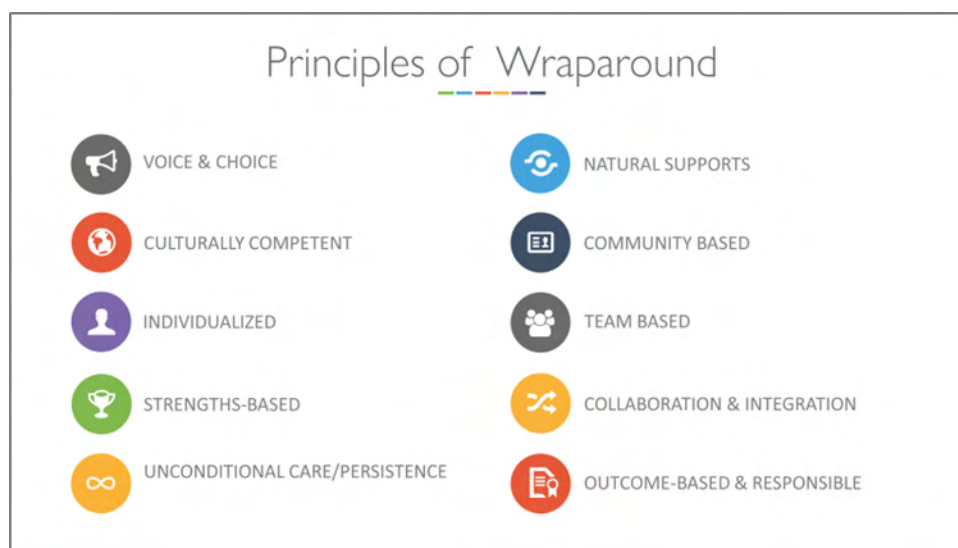 Principles of Wraparound
VOICE & CHOICE
CULTURALLY COMPETENT
INDIVIDUALIZED
STRENGTHS-BASED
UNCONDITIONAL CARE/PERSISTENCE
NATURAL SUPPORTS
COMMUNITY BASED
TEAM BASED
COLLABORATION & INTEGRATION
OUTCOME-BASED & RESPONSIBLE